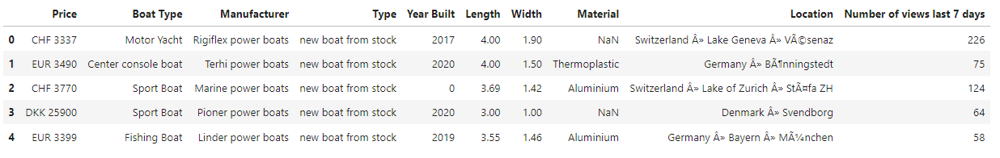 Price Boat Type Manufacturer Type Year Built Length Width Material Location Number of views last 7 days
0 CHF 3337 Motor Yacht Rigiflex power boats new boat from stock 2017 4.00 1.90 NaN Switzerland Â» Lake Geneva Â» VÃ©senaz 226
1 EUR 3490 Center console boat Terhi power boats new boat from stock 2020 4.00 1.50 Thermoplastic Germany Â» BÃ¶nningstedt 75
2 CHF 3770 Sport Boat Marine power boats new boat from stock 0 3.69 1.42 Aluminium Switzerland Â» Lake of Zurich Â» StÃ¤fa ZH 124
3 DKK 25900 Sport Boat Pioner power boats new boat from stock 2020 3.00 1.00 NaN Denmark Â» Svendborg 64
4 EUR 3399 Fishing Boat Linder power boats new boat from stock 2019 3.55 1.46 Aluminium Germany Â» Bayern Â» MÃ¼nchen 58